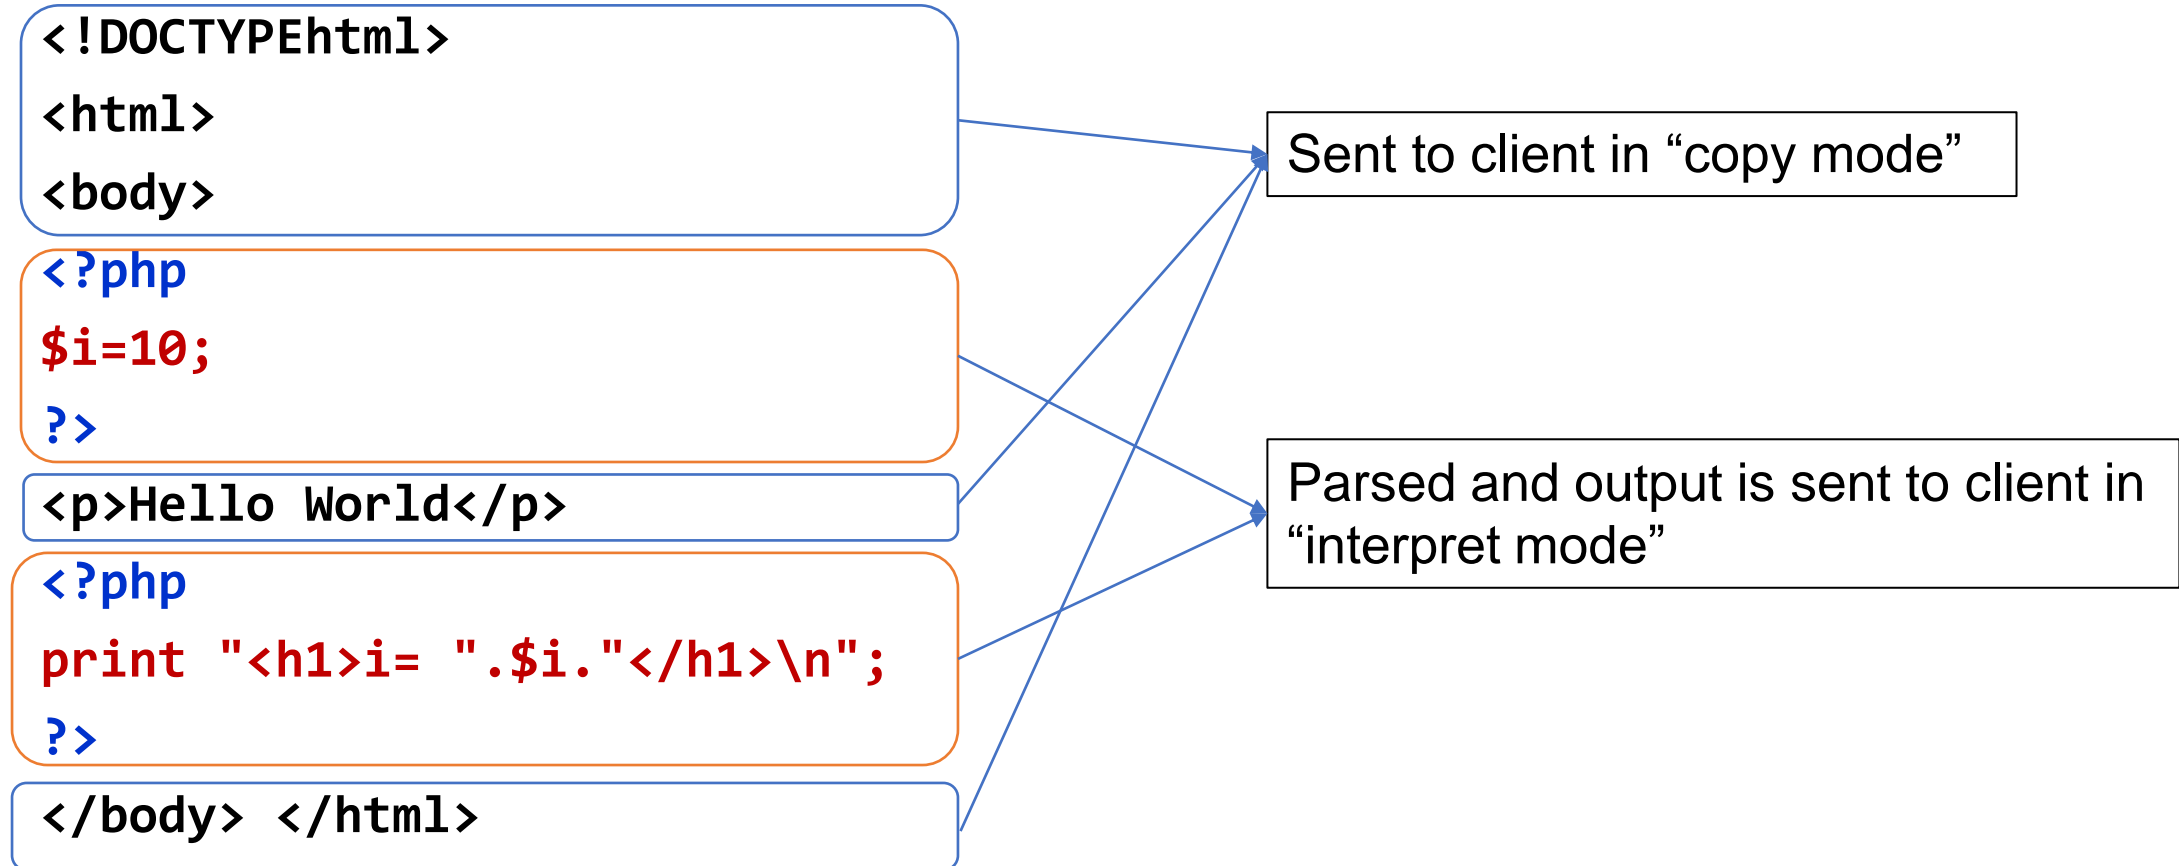 <!DOCTYPEhtml>
<html>
<body>
<?php
$i=10;
?>
<p>Hello World</p>
<?php
print "<h1>i= ".$i."</h1>\n";
?>
</body> </html>
Sent to client in “copy mode”
Parsed and output is sent to client in
“interpret mode”